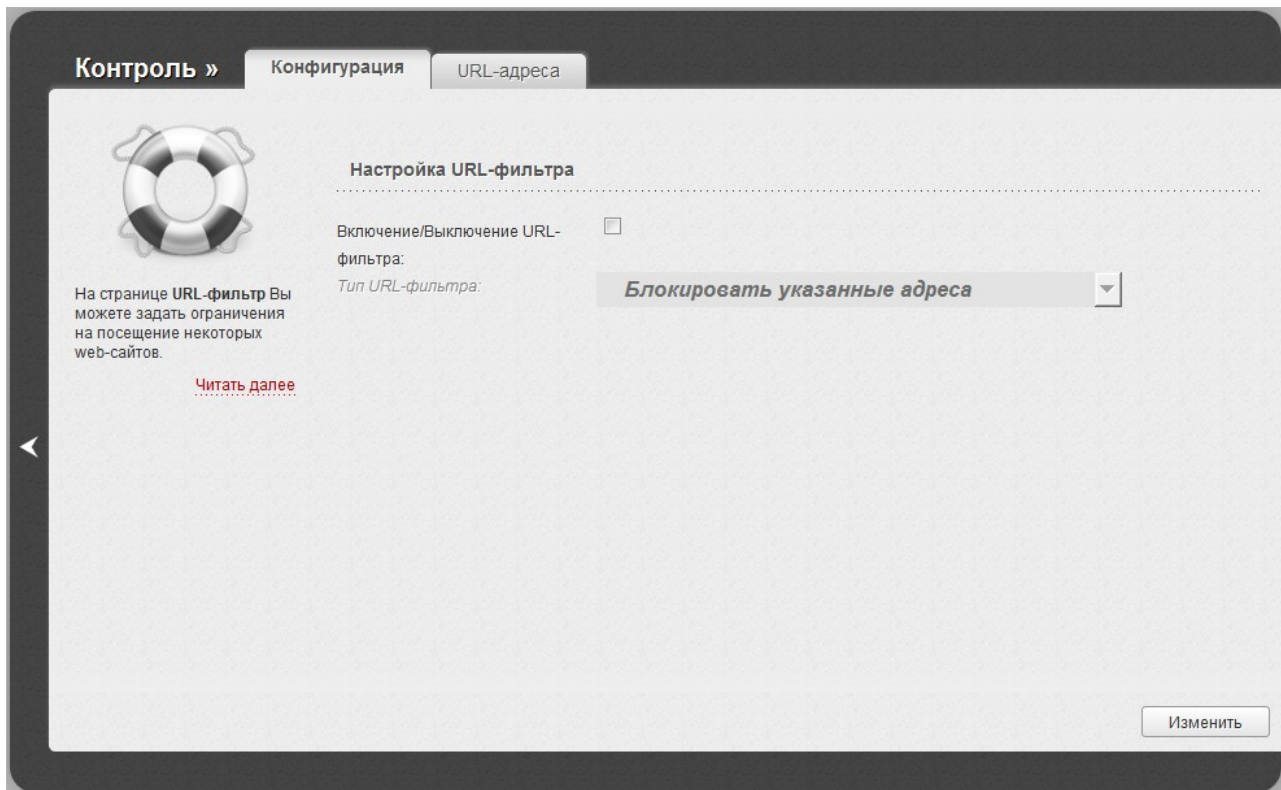 Контроль »
Конфигурация
URL-адреса
Настройка URL-фильтра
Включение/Выключение URL-
фильтра:
Тип URL-фильтра:
Блокировать указанные адреса
На странице URL-фильтр Вы
можете задать ограничения
на посещение некоторых
web-сайтов.
Читать далее
Изменить